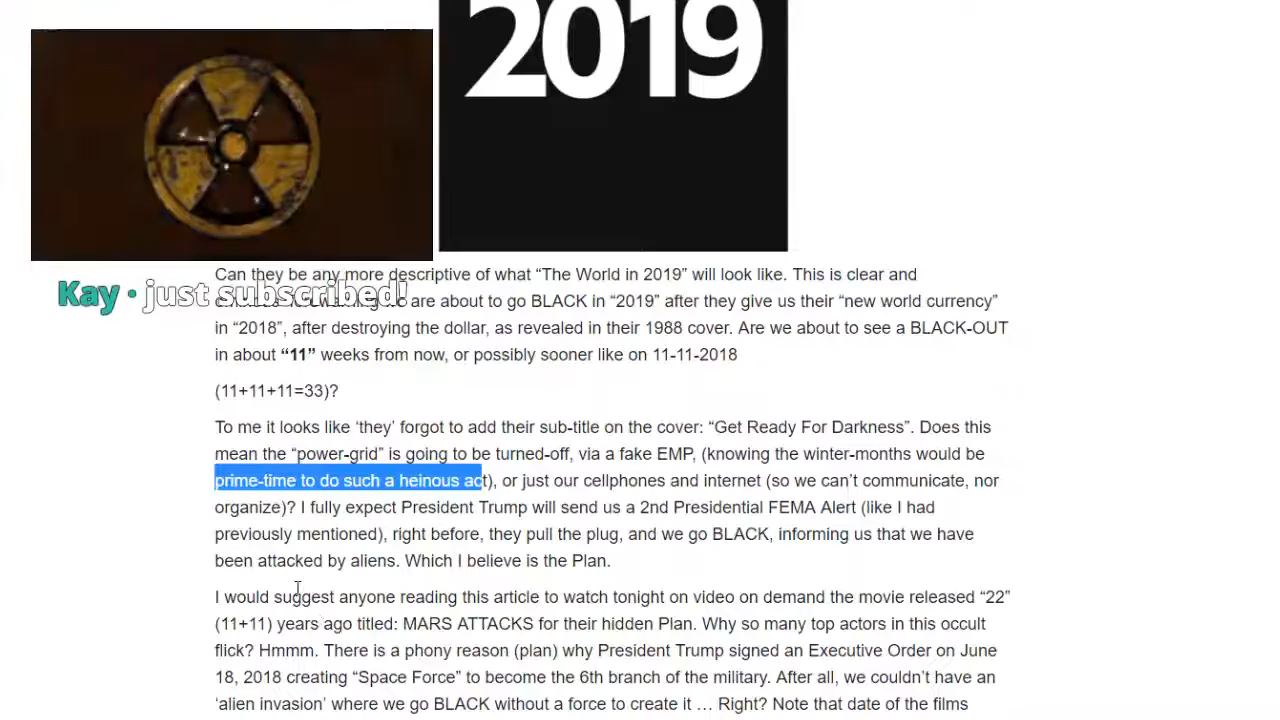 2019
Can they be any more descriptive of what “The World in 2019” will look like. This is clear and
Kay • just subscribed!
are about to go BLACK in “2019” after they give us their “new world currency”
in “2018”, after destroying the dollar, as revealed in their 1988 cover. Are we about to see a BLACK-OUT
in about “11” weeks from now, or possibly sooner like on 11-11-2018
(11+11+11=33)?
To me it looks like ‘they’ forgot to add their sub-title on the cover: “Get Ready For Darkness”. Does this
mean the “power-grid” is going to be turned-off, via a fake EMP, (knowing the winter-months would be
prime-time to do such a heinous act), or just our cellphones and internet (so we can’t communicate, nor
organize)? I fully expect President Trump will send us a 2nd Presidential FEMA Alert (like I had
previously mentioned), right before, they pull the plug, and we go BLACK, informing us that we have
been attacked by aliens. Which I believe is the Plan.
I would suggest anyone reading this article to watch tonight on video on demand the movie released “22”
(11+11) years ago titled: MARS ATTACKS for their hidden Plan. Why so many top actors in this occult
flick? Hmmm. There is a phony reason (plan) why President Trump signed an Executive Order on June
18, 2018 creating “Space Force” to become the 6th branch of the military. After all, we couldn’t have an
‘alien invasion’ where we go BLACK without a force to create it … Right? Note that date of the films